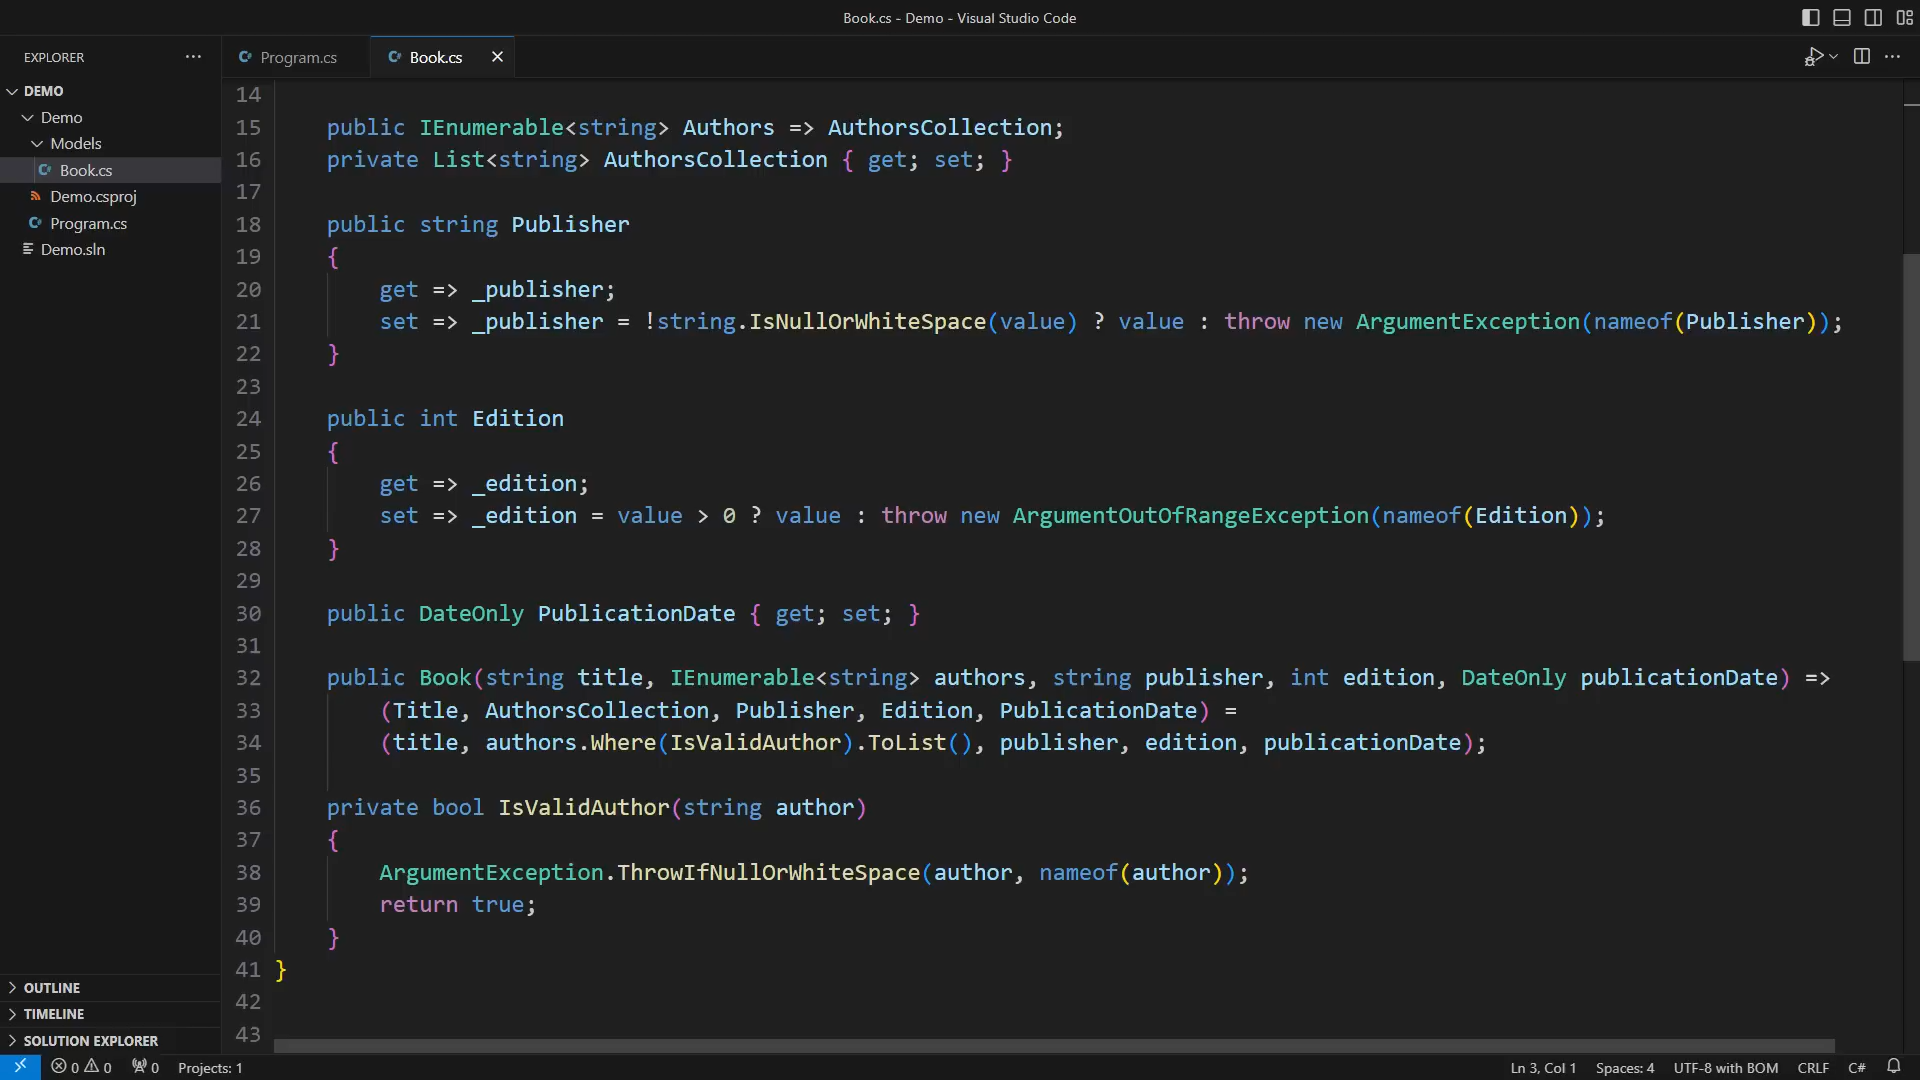 Book.cs - Demo - Visual Studio Code
EXPLORER
DEMO
Demo
Models
Book.cs
Demo.csproj
Program.cs
Demo.sln
OUTLINE
TIMELINE
SOLUTION EXPLORER
Program.cs
Book.cs
14
15 public IEnumerable<string> Authors => AuthorsCollection;
16 private List<string> AuthorsCollection { get; set; }
17
18 public string Publisher
19 {
20 get => _publisher;
21 set => _publisher = !string.IsNullOrWhiteSpace(value) ? value : throw new ArgumentException(nameof(Publisher));
22 }
23
24 public int Edition
25 {
26 get => _edition;
27 set => _edition = value > 0 ? value : throw new ArgumentOutOfRangeException(nameof(Edition));
28 }
29
30 public DateOnly PublicationDate { get; set; }
31
32 public Book(string title, IEnumerable<string> authors, string publisher, int edition, DateOnly publicationDate) =>
33 (Title, AuthorsCollection, Publisher, Edition, PublicationDate) =
34 (title, authors.Where(IsValidAuthor).ToList(), publisher, edition, publicationDate);
35
36 private bool IsValidAuthor(string author)
37 {
38 ArgumentException.ThrowIfNullOrWhiteSpace(author, nameof(author));
39 return true;
40 }
41 }
42
43
0 0 0 Projects: 1 Ln 3, Col 1 Spaces: 4 UTF-8 with BOM CRLF C#